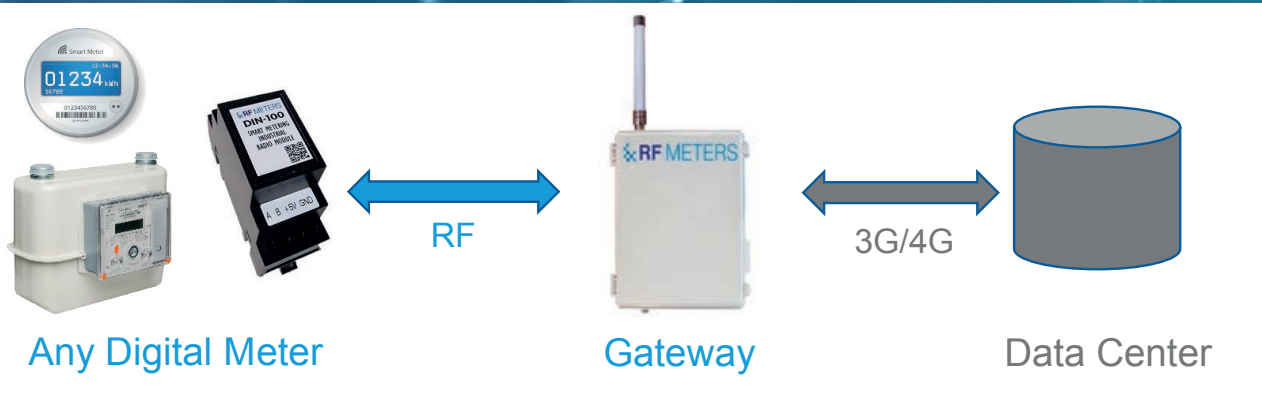 Smart Meter
12:34:56
01234 kWh
56789
0123456789
RF METERS
DIN-100
SMART METERING
INDUSTRIAL
RADIO MODULE
A B +5V GND
RF METERS
RF
3G/4G
Any Digital Meter
Gateway
Data Center